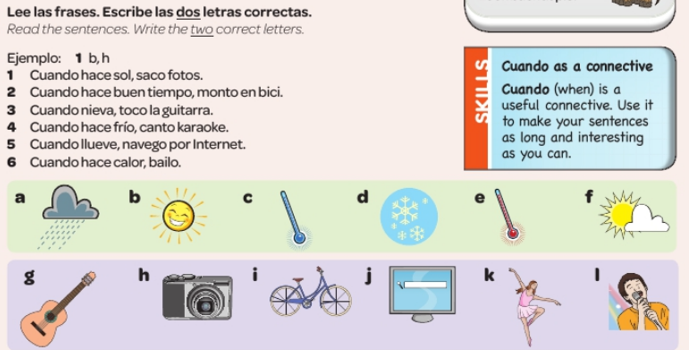 Lee las frases. Escribe las dos letras correctas.
Read the sentences. Write the two correct letters.
Ejemplo: 1 b, h
1 Cuando hace sol, saco fotos.
2 Cuando hace buen tiempo, monto en bici.
3 Cuando nieva, toco la guitarra.
4 Cuando hace frío, canto karaoke.
5 Cuando llueve, navego por Internet.
6 Cuando hace calor, bailo.
SKILLS
Cuando as a connective
Cuando (when) is a
useful connective. Use it
to make your sentences
as long and interesting
as you can.
a b c d e f
g h i j k l